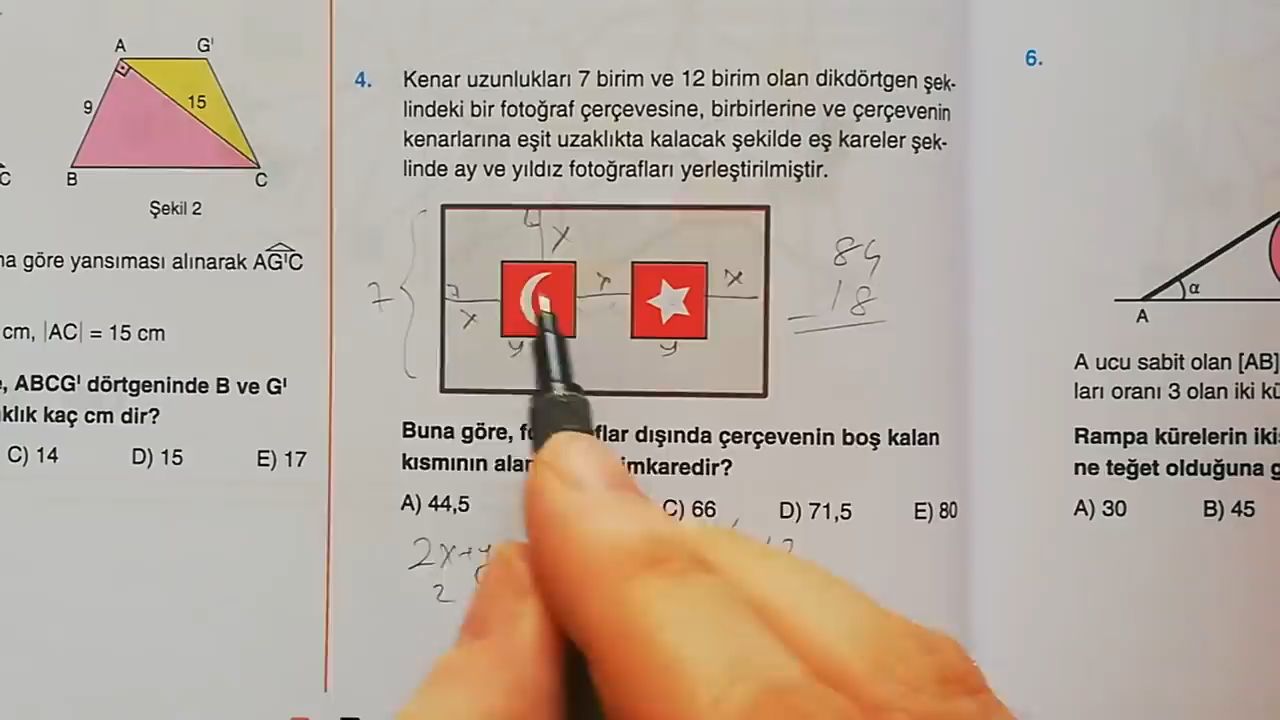 A G'
9
15
B C
C
Şekil 2
na göre yansıması alınarak AG'C
cm, |AC| = 15 cm
e, ABCG' dörtgeninde B ve G'
klık kaç cm dir?
C) 14 D) 15 E) 17
4. Kenar uzunlukları 7 birim ve 12 birim olan dikdörtgen şek-
lindeki bir fotoğraf çerçevesine, birbirlerine ve çerçevenin
kenarlarına eşit uzaklıkta kalacak şekilde eş kareler şek-
linde ay ve yıldız fotoğrafları yerleştirilmiştir.
x
7
x x x
y y
84
- 18
Buna göre, fo flar dışında çerçevenin boş kalan
kısmının alan imkaredir?
A) 44,5 C) 66 D) 71,5 E) 80
2x+y
2
6.
α
A
A ucu sabit olan [AB]
ları oranı 3 olan iki kü
Rampa kürelerin ikis
ne teğet olduğuna g
A) 30 B) 45